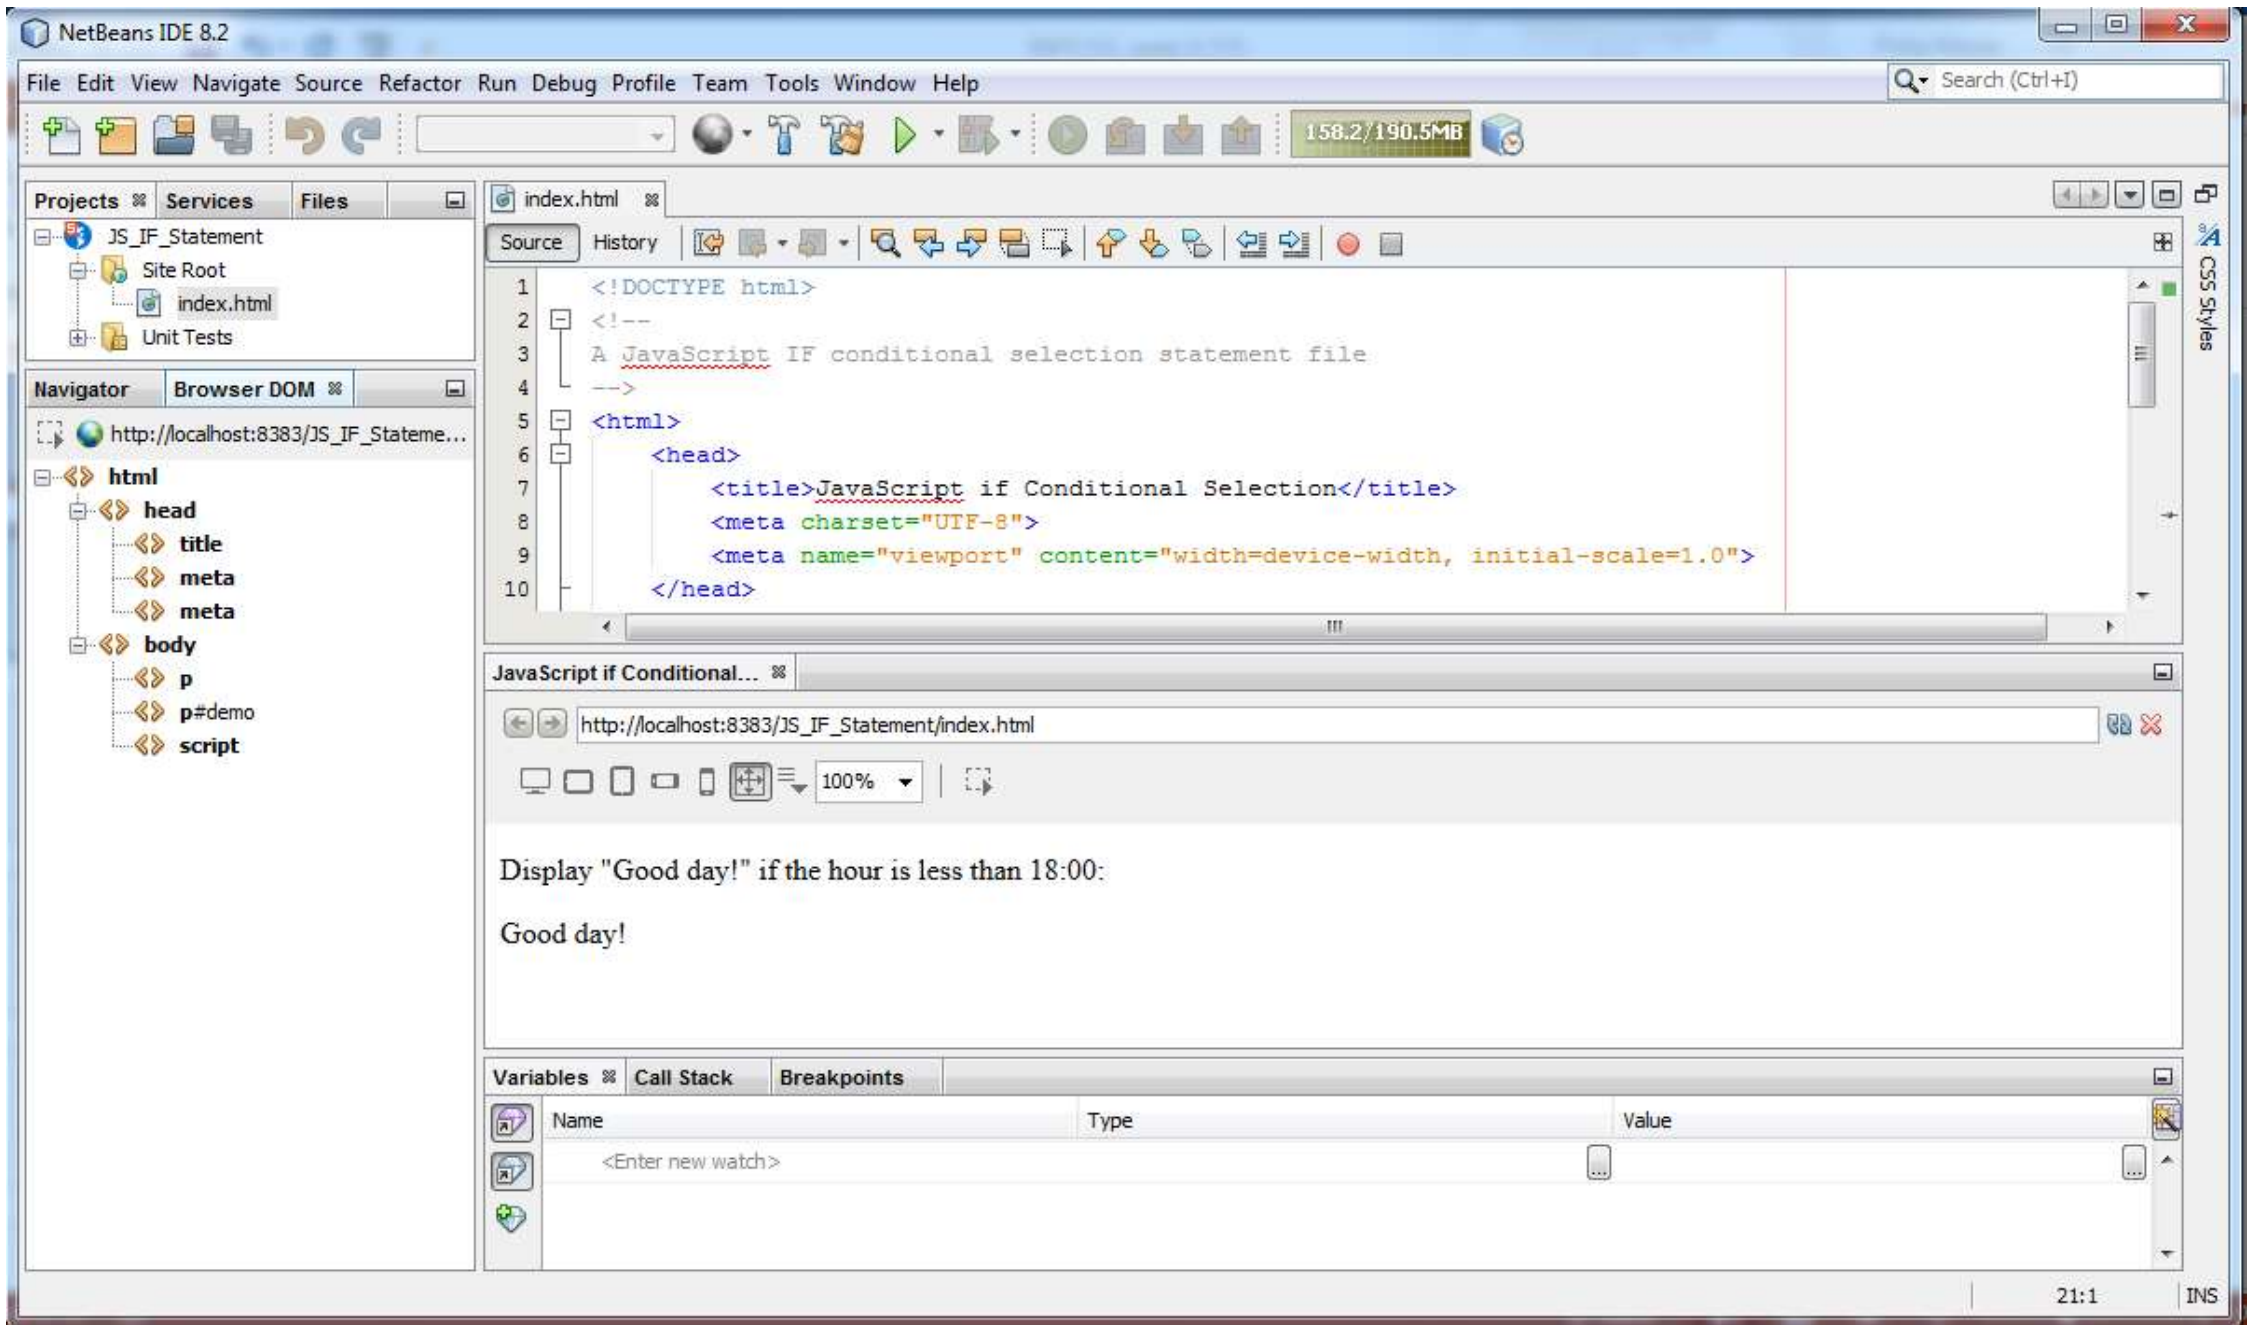 NetBeans IDE 8.2
File Edit View Navigate Source Refactor Run Debug Profile Team Tools Window Help
Search (Ctrl+I)
158.2/190.5MB
Projects Services Files
JS_IF_Statement
Site Root
index.html
Unit Tests
Navigator Browser DOM
http://localhost:8383/JS_IF_Stateme...
html
head
title
meta
meta
body
p
p#demo
script
index.html
Source History
1 <!DOCTYPE html>
2 <!--
3 A JavaScript IF conditional selection statement file
4 -->
5 <html>
6 <head>
7 <title>JavaScript if Conditional Selection</title>
8 <meta charset="UTF-8">
9 <meta name="viewport" content="width=device-width, initial-scale=1.0">
10 </head>
CSS Styles
JavaScript if Conditional...
http://localhost:8383/JS_IF_Statement/index.html
100%
Display "Good day!" if the hour is less than 18:00:
Good day!
Variables Call Stack Breakpoints
Name Type Value
<Enter new watch>
... ...
21:1 INS